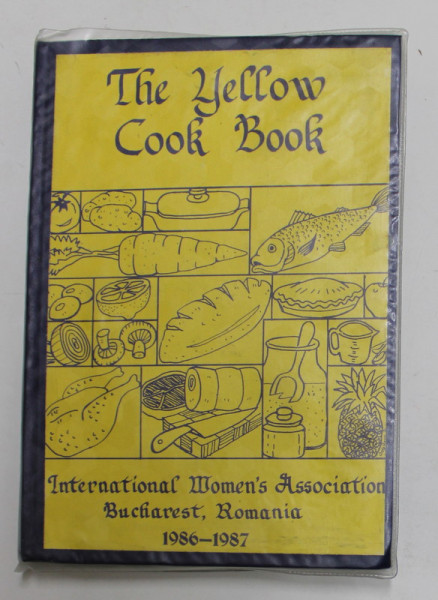 The Yellow
Cook Book
International Women's Association
Bucharest, Romania
1986-1987